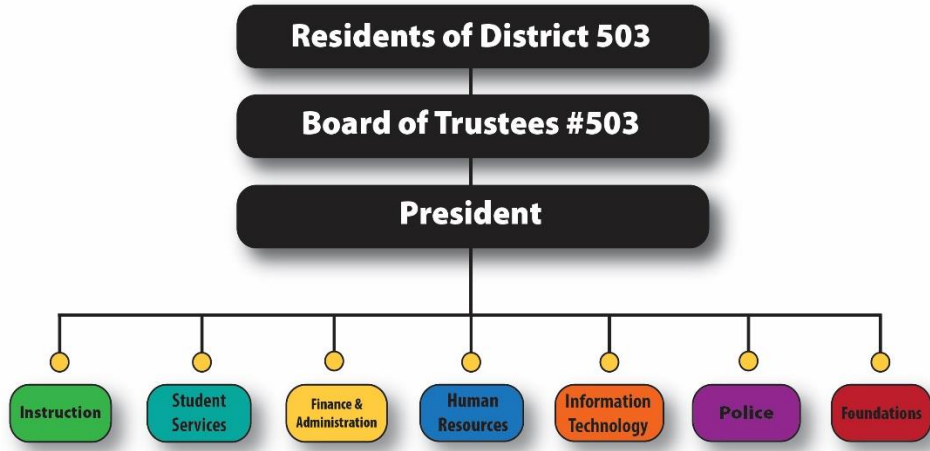 Residents of District 503
Board of Trustees #503
President
Instruction
Student
Services
Finance &
Administration
Human
Resources
Information
Technology
Police
Foundations